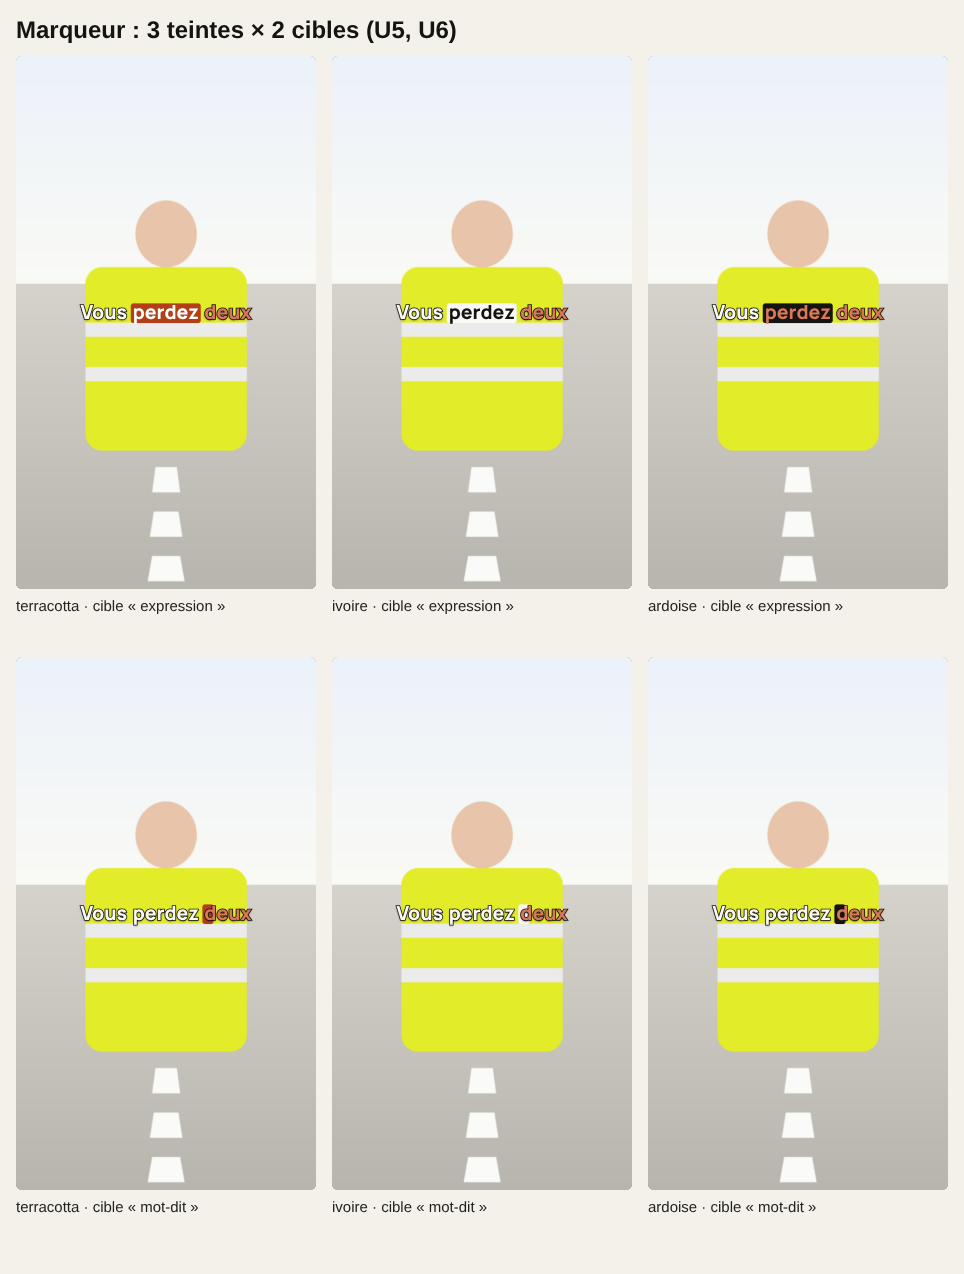 Marqueur : 3 teintes × 2 cibles (U5, U6)
Vous perdez deux
Vous perdez deux
Vous perdez deux
terracotta · cible « expression »
ivoire · cible « expression »
ardoise · cible « expression »
Vous perdez deux
Vous perdez deux
Vous perdez deux
terracotta · cible « mot-dit »
ivoire · cible « mot-dit »
ardoise · cible « mot-dit »